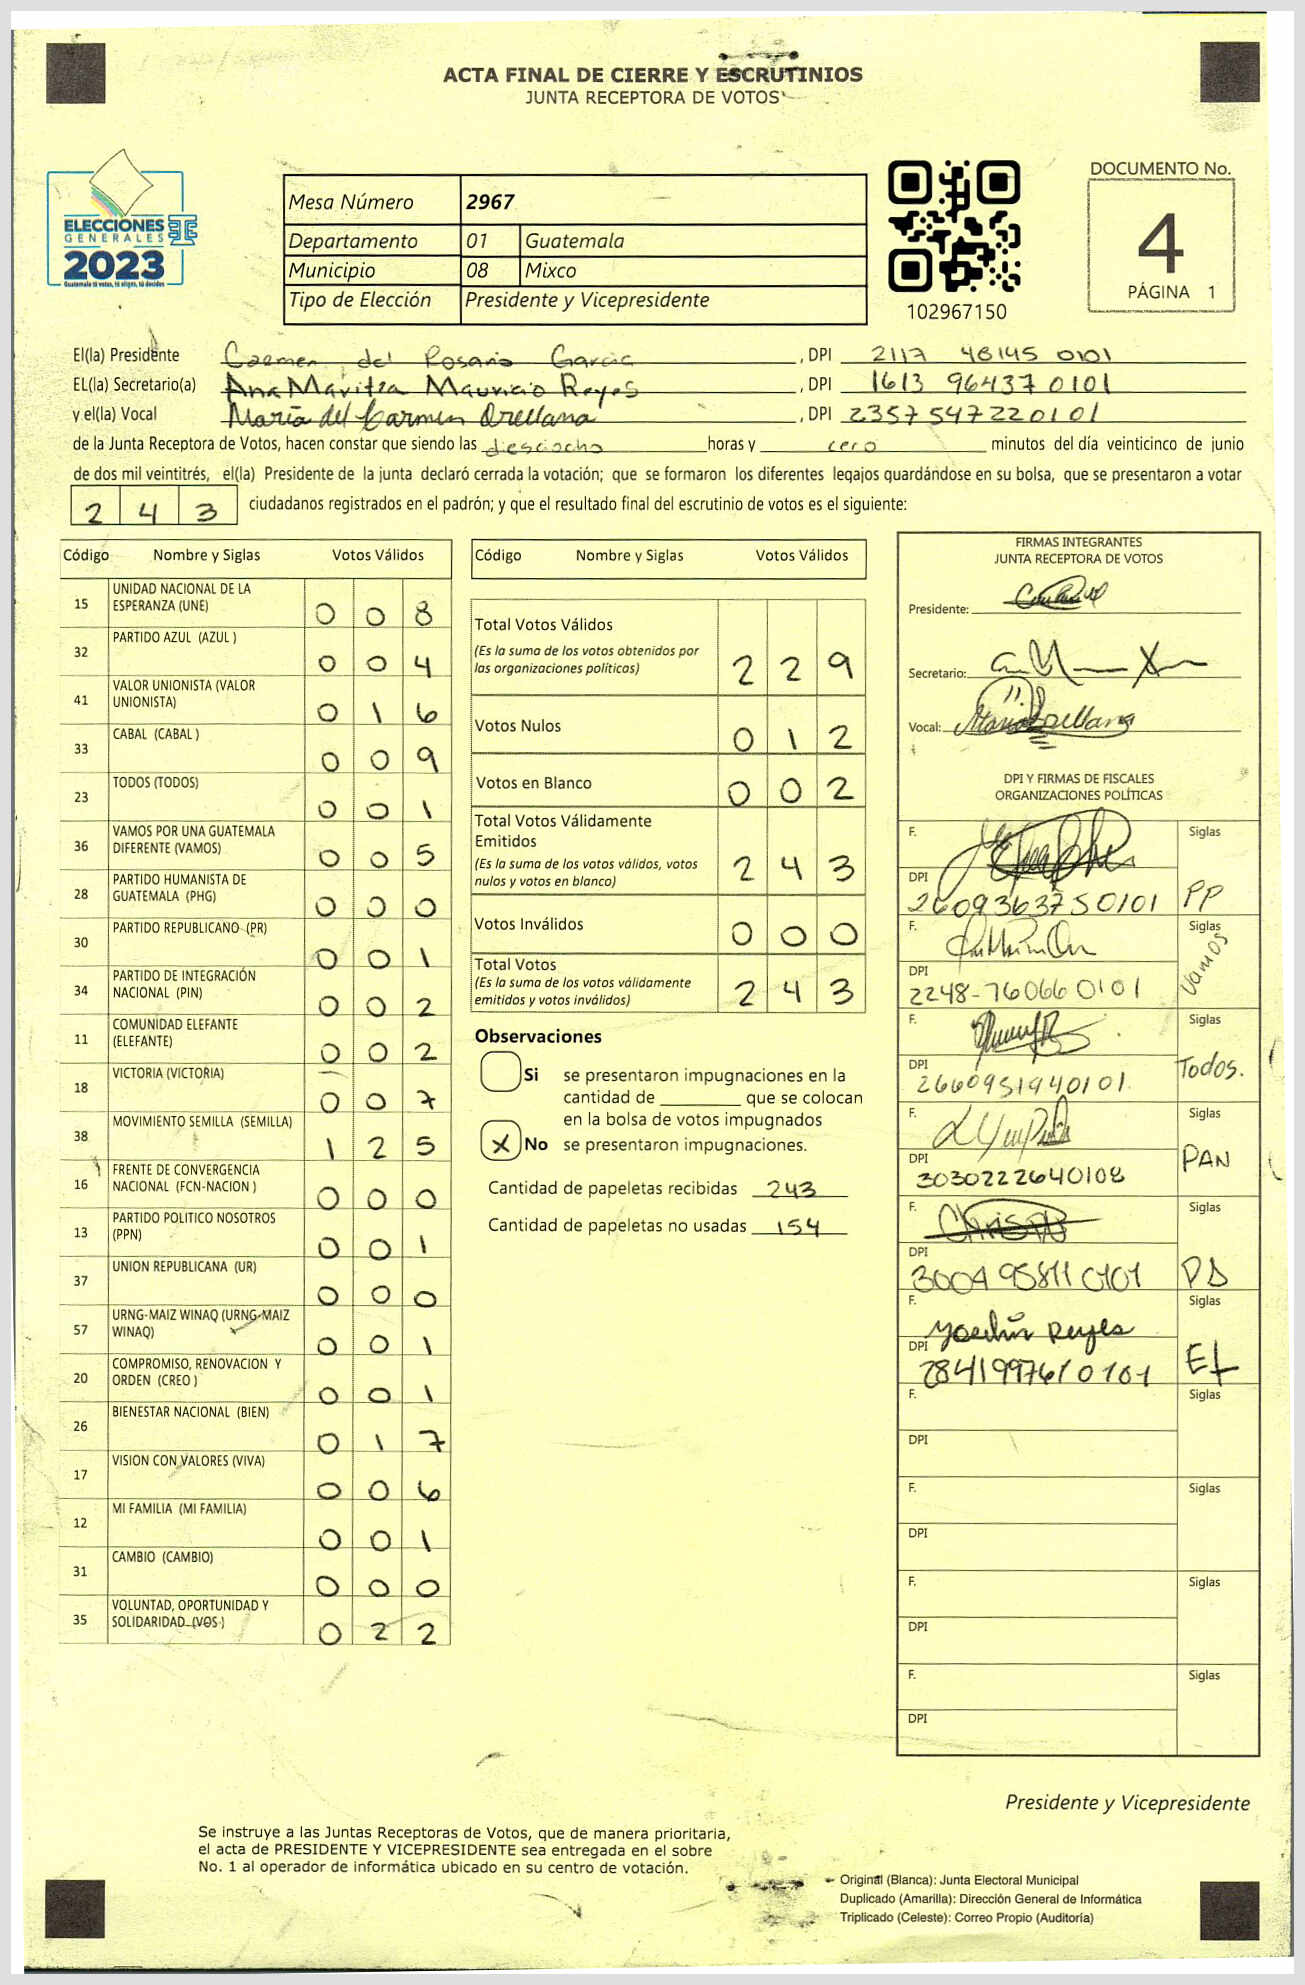 ACTA FINAL DE CIERRE Y ESCRUTINIOS
JUNTA RECEPTORA DE VOTOS
ELECCIONES
GENERALES
2023
Guatemala tú votas, tú eliges, tú decides
Mesa Número 2967
Departamento 01 Guatemala
Municipio 08 Mixco
Tipo de Elección Presidente y Vicepresidente
102967150
DOCUMENTO No.
4
PÁGINA 1
El(la) Presidente Carmen del Rosario Garcia, DPI 2117 48145 0101
EL(la) Secretario(a) Ana Maritza Mauricio Reyes, DPI 1613 96437 0101
y el(la) Vocal María del Carmen Orellana, DPI 2357547220101
de la Junta Receptora de Votos, hacen constar que siendo las diesciocho horas y cero minutos del día veinticinco de junio
de dos mil veintitrés, el(la) Presidente de la junta declaró cerrada la votación; que se formaron los diferentes legajos quardándose en su bolsa, que se presentaron a votar
2 4 3 ciudadanos registrados en el padrón; y que el resultado final del escrutinio de votos es el siguiente:
Código Nombre y Siglas Votos Válidos
15 UNIDAD NACIONAL DE LA
ESPERANZA (UNE) 0 0 8
32 PARTIDO AZUL (AZUL ) 0 0 4
41 VALOR UNIONISTA (VALOR
UNIONISTA) 0 1 6
33 CABAL (CABAL ) 0 0 9
23 TODOS (TODOS) 0 0 1
36 VAMOS POR UNA GUATEMALA
DIFERENTE (VAMOS) 0 0 5
28 PARTIDO HUMANISTA DE
GUATEMALA (PHG) 0 0 0
30 PARTIDO REPUBLICANO (PR) 0 0 1
34 PARTIDO DE INTEGRACIÓN
NACIONAL (PIN) 0 0 2
11 COMUNIDAD ELEFANTE
(ELEFANTE) 0 0 2
18 VICTORIA (VICTORIA) 0 0 7
38 MOVIMIENTO SEMILLA (SEMILLA) 1 2 5
16 FRENTE DE CONVERGENCIA
NACIONAL (FCN-NACION ) 0 0 0
13 PARTIDO POLITICO NOSOTROS
(PPN) 0 0 1
37 UNION REPUBLICANA (UR) 0 0 0
57 URNG-MAIZ WINAQ (URNG-MAIZ
WINAQ) 0 0 1
20 COMPROMISO, RENOVACION Y
ORDEN (CREO ) 0 0 1
26 BIENESTAR NACIONAL (BIEN) 0 1 7
17 VISION CON VALORES (VIVA) 0 0 6
12 MI FAMILIA (MI FAMILIA) 0 0 1
31 CAMBIO (CAMBIO) 0 0 0
35 VOLUNTAD, OPORTUNIDAD Y
SOLIDARIDAD (VOS ) 0 2 2
Código Nombre y Siglas Votos Válidos
Total Votos Válidos
(Es la suma de los votos obtenidos por
las organizaciones políticas) 2 2 9
Votos Nulos 0 1 2
Votos en Blanco 0 0 2
Total Votos Válidamente
Emitidos
(Es la suma de los votos válidos, votos
nulos y votos en blanco) 2 4 3
Votos Inválidos 0 0 0
Total Votos
(Es la suma de los votos válidamente
emitidos y votos inválidos) 2 4 3
Observaciones
Si se presentaron impugnaciones en la
cantidad de ________ que se colocan
en la bolsa de votos impugnados
X No se presentaron impugnaciones.
Cantidad de papeletas recibidas 243
Cantidad de papeletas no usadas 154
FIRMAS INTEGRANTES
JUNTA RECEPTORA DE VOTOS
Presidente:
Secretario:
Vocal: María Orellana
DPI Y FIRMAS DE FISCALES
ORGANIZACIONES POLÍTICAS
F. Siglas
DPI
2609363750101 PP
F. Siglas
Vamos
DPI
2248-76066 0101
F. Siglas
DPI Todos.
2660951940101
F. Siglas
DPI PAN
3030222640108
F. Siglas
DPI
3004 95811 0101
F. Siglas
Yoselín Reyes
DPI
2841997610101
F. Siglas
DPI
F. Siglas
DPI
F. Siglas
DPI
F. Siglas
DPI
Presidente y Vicepresidente
Se instruye a las Juntas Receptoras de Votos, que de manera prioritaria,
el acta de PRESIDENTE Y VICEPRESIDENTE sea entregada en el sobre
No. 1 al operador de informática ubicado en su centro de votación.
Original (Blanca): Junta Electoral Municipal
Duplicado (Amarilla): Dirección General de Informática
Triplicado (Celeste): Correo Propio (Auditoría)